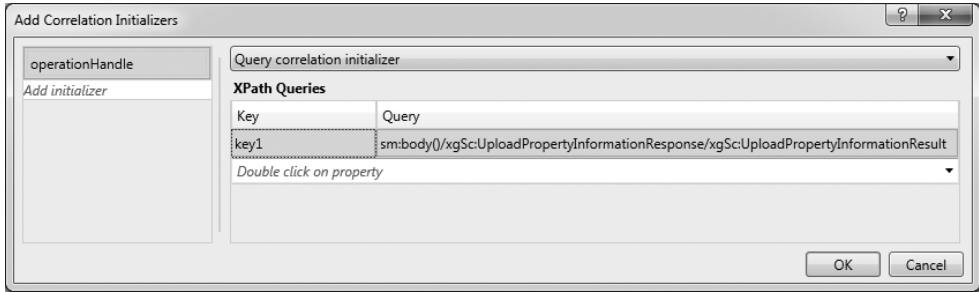 Add Correlation Initializers
?
X
operationHandle
Add initializer
Query correlation initializer
XPath Queries
Key Query
key1 sm:body()/xgSc:UploadPropertyInformationResponse/xgSc:UploadPropertyInformationResult
Double click on property
OK Cancel